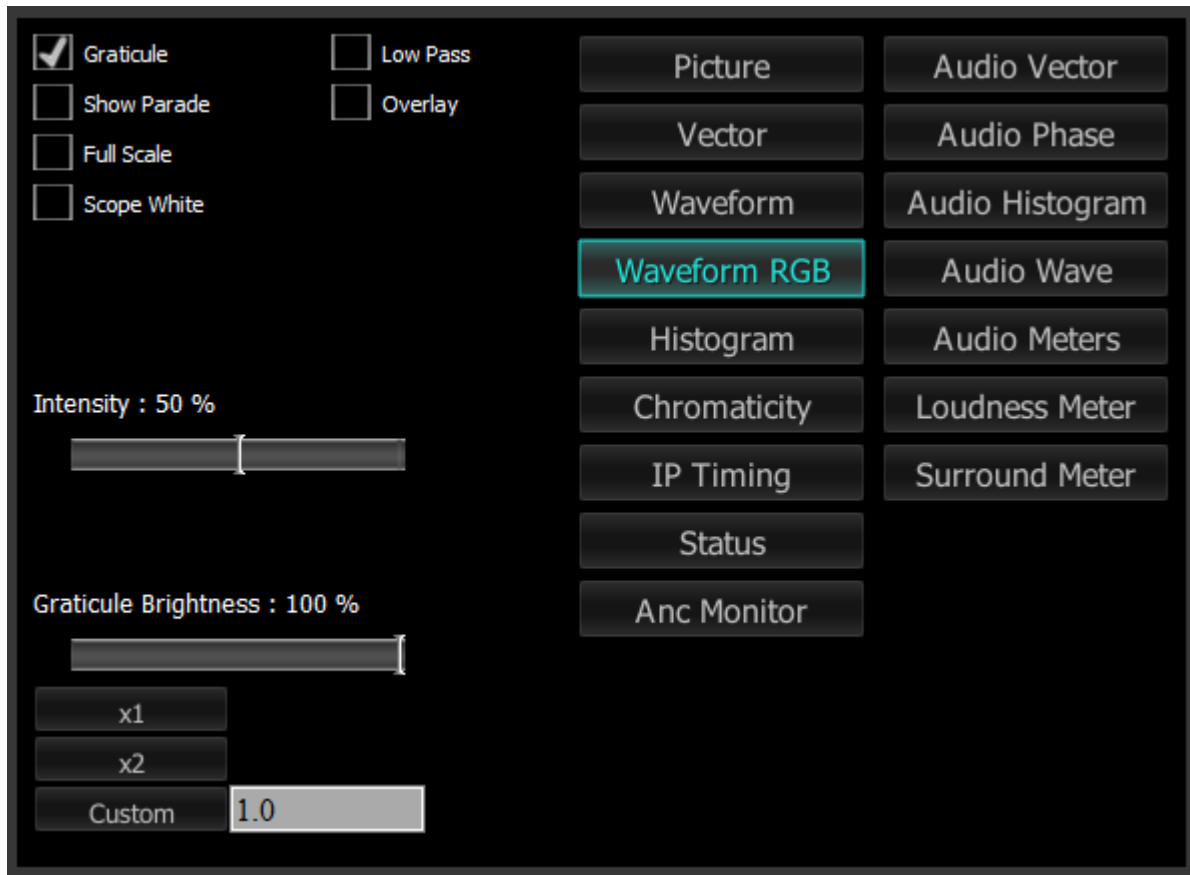 Graticule
Low Pass
Show Parade
Overlay
Full Scale
Scope White
Intensity : 50 %
Graticule Brightness : 100 %
x1
x2
Custom
1.0
Picture
Audio Vector
Vector
Audio Phase
Waveform
Audio Histogram
Waveform RGB
Audio Wave
Histogram
Audio Meters
Chromaticity
Loudness Meter
IP Timing
Surround Meter
Status
Anc Monitor